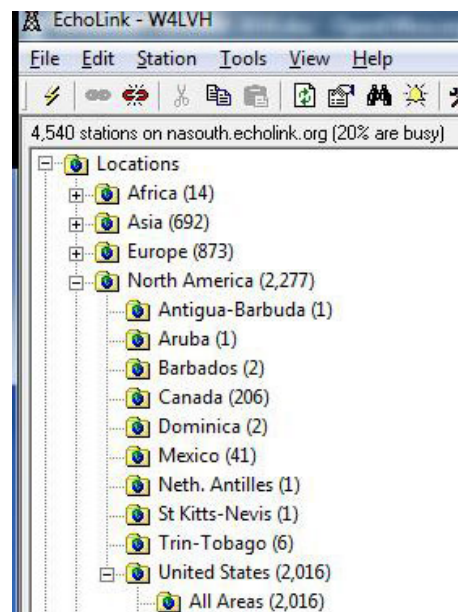 EchoLink - W4LVH
File Edit Station Tools View Help
4,540 stations on nasouth.echolink.org (20% are busy)
Locations
Africa (14)
Asia (692)
Europe (873)
North America (2,277)
Antigua-Barbuda (1)
Aruba (1)
Barbados (2)
Canada (206)
Dominica (2)
Mexico (41)
Neth. Antilles (1)
St Kitts-Nevis (1)
Trin-Tobago (6)
United States (2,016)
All Areas (2,016)